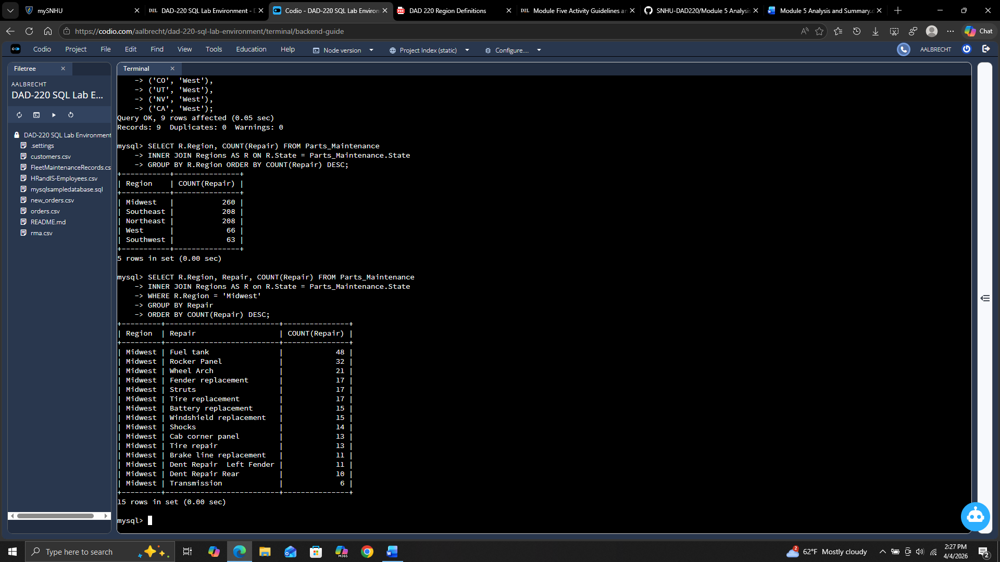 mySNHU
D2L DAD-220 SQL Lab Environment - D
Codio - DAD-220 SQL Lab Environ
PDF DAD 220 Region Definitions
D2L Module Five Activity Guidelines an
SNHU-DAD220/Module 5 Analysis
Module 5 Analysis and Summary.d
https://codio.com/aalbrecht/dad-220-sql-lab-environment/terminal/backend-guide
Chat
Codio Project File Edit Find View Tools Education Help Node version Project Index (static) Configure.... AALBRECHT
Filetree
AALBRECHT
DAD-220 SQL Lab E...
DAD-220 SQL Lab Environment
.settings
customers.csv
FleetMaintenanceRecords.cs
HRandIS-Employees.csv
mysqlsampledatabase.sql
new_orders.csv
orders.csv
README.md
rma.csv
Terminal
    -> ('CO', 'West'),
    -> ('UT', 'West'),
    -> ('NV', 'West'),
    -> ('CA', 'West');
Query OK, 9 rows affected (0.05 sec)
Records: 9  Duplicates: 0  Warnings: 0
mysql> SELECT R.Region, COUNT(Repair) FROM Parts_Maintenance
    -> INNER JOIN Regions AS R ON R.State = Parts_Maintenance.State
    -> GROUP BY R.Region ORDER BY COUNT(Repair) DESC;
+-----------+---------------+
| Region    | COUNT(Repair) |
+-----------+---------------+
| Midwest   |           260 |
| Southeast |           208 |
| Northeast |           208 |
| West      |            66 |
| Southwest |            63 |
+-----------+---------------+
5 rows in set (0.00 sec)
mysql> SELECT R.Region, Repair, COUNT(Repair) FROM Parts_Maintenance
    -> INNER JOIN Regions AS R on R.State = Parts_Maintenance.State
    -> WHERE R.Region = 'Midwest'
    -> GROUP BY Repair
    -> ORDER BY COUNT(Repair) DESC;
+---------+--------------------------+---------------+
| Region  | Repair                   | COUNT(Repair) |
+---------+--------------------------+---------------+
| Midwest | Fuel tank                |            48 |
| Midwest | Rocker Panel             |            32 |
| Midwest | Wheel Arch               |            21 |
| Midwest | Fender replacement       |            17 |
| Midwest | Struts                   |            17 |
| Midwest | Tire replacement         |            17 |
| Midwest | Battery replacement      |            15 |
| Midwest | Windshield replacement   |            15 |
| Midwest | Shocks                   |            14 |
| Midwest | Cab corner panel         |            13 |
| Midwest | Tire repair              |            13 |
| Midwest | Brake line replacement   |            11 |
| Midwest | Dent Repair  Left Fender |            11 |
| Midwest | Dent Repair Rear         |            10 |
| Midwest | Transmission             |             6 |
+---------+--------------------------+---------------+
15 rows in set (0.00 sec)
mysql>
Type here to search
M365
2
62°F Mostly cloudy
2:27 PM
4/4/2026
2